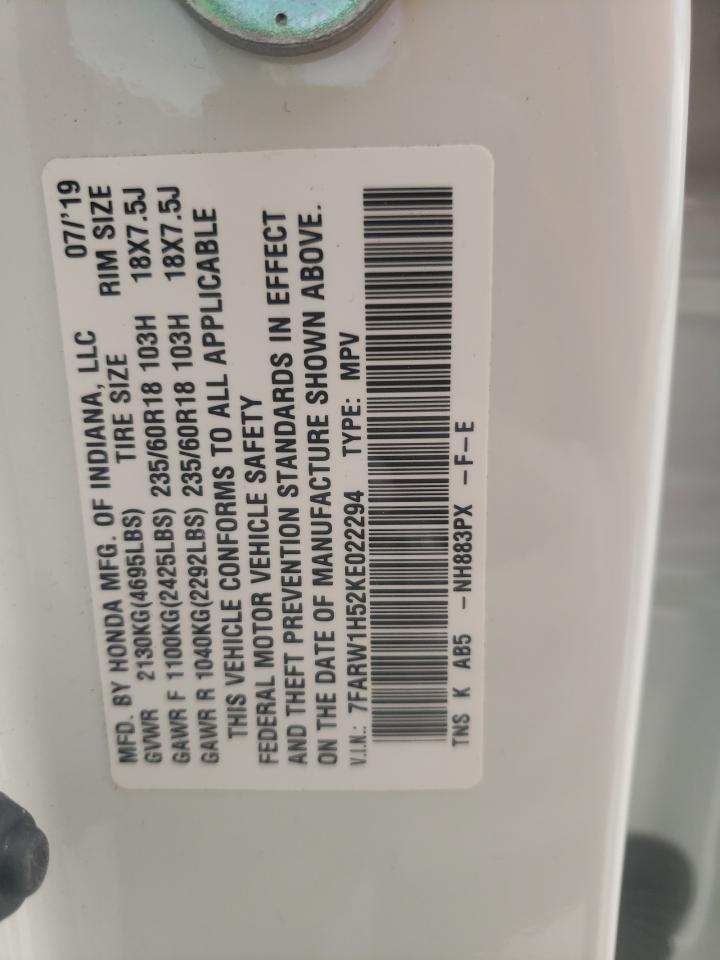 MFD. BY HONDA MFG. OF INDIANA, LLC 07/'19
GVWR 2130KG(4695LBS) TIRE SIZE RIM SIZE
GAWR F 1100KG(2425LBS) 235/60R18 103H 18X7.5J
GAWR R 1040KG(2292LBS) 235/60R18 103H 18X7.5J
THIS VEHICLE CONFORMS TO ALL APPLICABLE
FEDERAL MOTOR VEHICLE SAFETY
AND THEFT PREVENTION STANDARDS IN EFFECT
ON THE DATE OF MANUFACTURE SHOWN ABOVE.
V.I.N.: 7FARW1H52KE022294 TYPE: MPV
TNS K AB5 -NH883PX -F-E